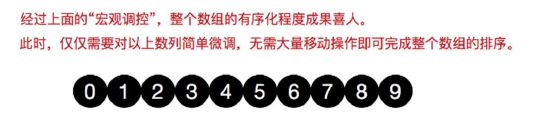 经过上面的“宏观调控”，整个数组的有序化程度成果喜人。
此时，仅仅需要对以上数列简单微调，无需大量移动操作即可完成整个数组的排序。
0 1 2 3 4 5 6 7 8 9